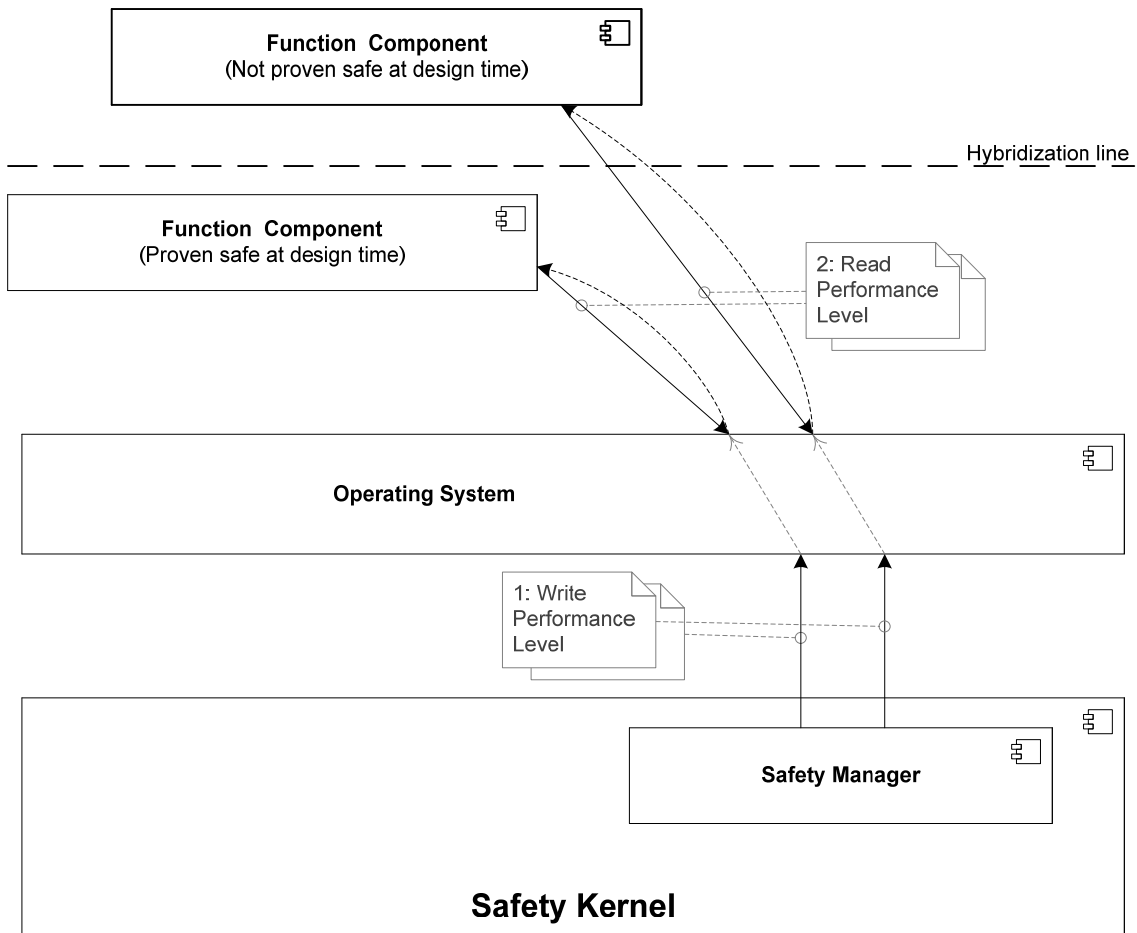 Function Component
(Not proven safe at design time)
Hybridization line
Function Component
(Proven safe at design time)
2: Read
Performance
Level
Operating System
1: Write
Performance
Level
Safety Manager
Safety Kernel